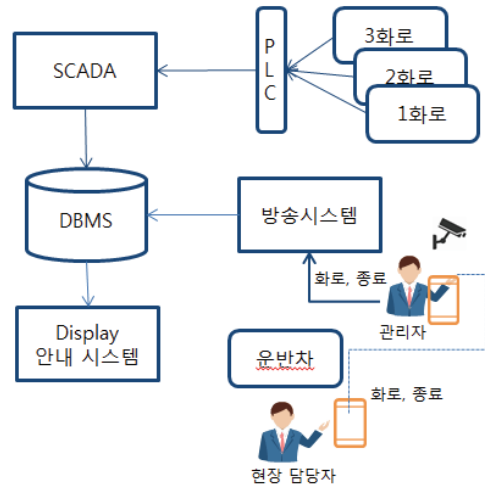 SCADA
P
L
C
3화로
2화로
1화로
DBMS
방송시스템
화로, 종료
관리자
Display
안내 시스템
운반차
화로, 종료
현장 담당자